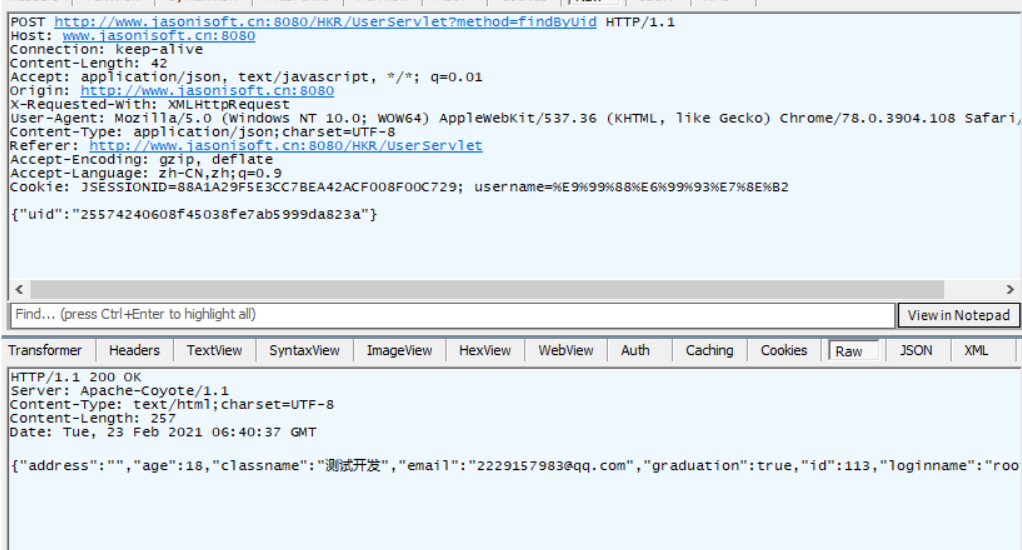 POST http://www.jasonisoft.cn:8080/HKR/UserServlet?method=findByUid HTTP/1.1
Host: www.jasonisoft.cn:8080
Connection: keep-alive
Content-Length: 42
Accept: application/json, text/javascript, */*; q=0.01
Origin: http://www.jasonisoft.cn:8080
X-Requested-With: XMLHttpRequest
User-Agent: Mozilla/5.0 (Windows NT 10.0; WOW64) AppleWebKit/537.36 (KHTML, like Gecko) Chrome/78.0.3904.108 Safari/
Content-Type: application/json;charset=UTF-8
Referer: http://www.jasonisoft.cn:8080/HKR/UserServlet
Accept-Encoding: gzip, deflate
Accept-Language: zh-CN,zh;q=0.9
Cookie: JSESSIONID=88A1A29F5E3CC7BEA42ACF008F00C729; username=%E9%99%88%E6%99%93%E7%8E%B2
{"uid":"25574240608f45038fe7ab5999da823a"}
Find... (press Ctrl+Enter to highlight all) View in Notepad
Transformer Headers TextView SyntaxView ImageView HexView WebView Auth Caching Cookies Raw JSON XML
HTTP/1.1 200 OK
Server: Apache-Coyote/1.1
Content-Type: text/html;charset=UTF-8
Content-Length: 257
Date: Tue, 23 Feb 2021 06:40:37 GMT
{"address":"","age":18,"classname":"测试开发","email":"2229157983@qq.com","graduation":true,"id":113,"loginname":"roo